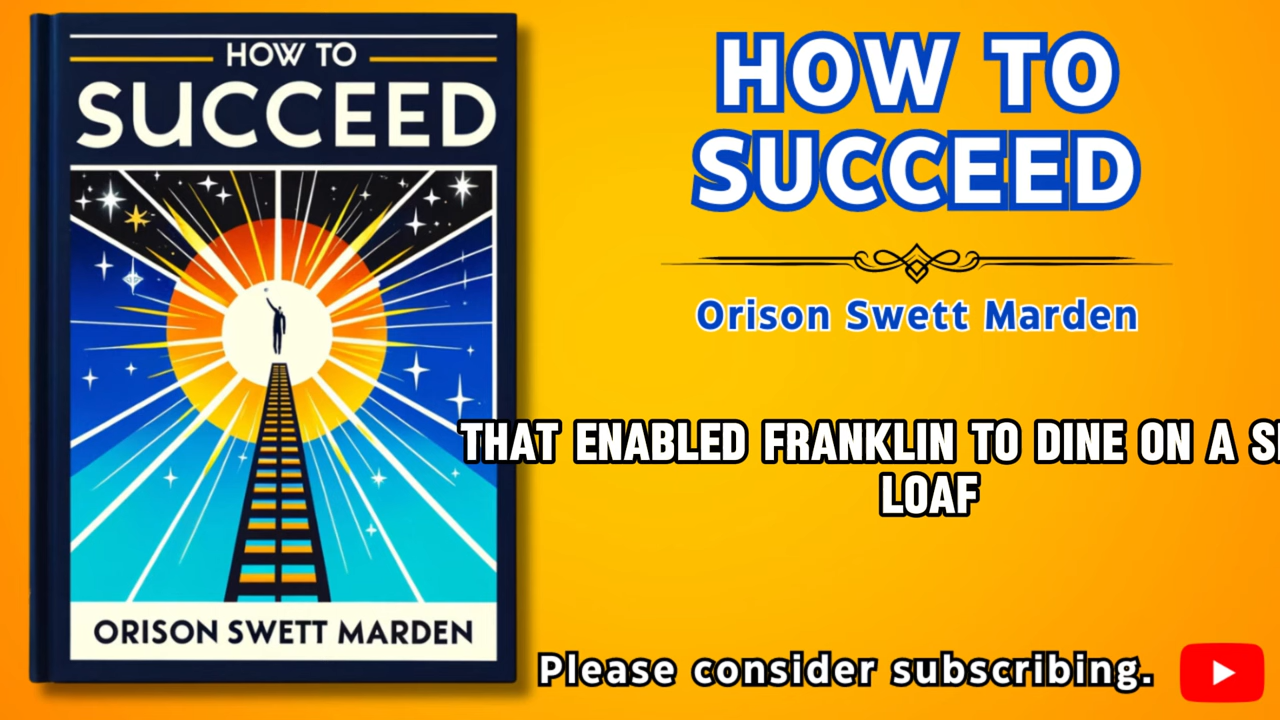 HOW TO
SUCCEED
ORISON SWETT MARDEN
HOW TO
SUCCEED
Orison Swett Marden
THAT ENABLED FRANKLIN TO DINE ON A
LOAF
Please consider subscribing.